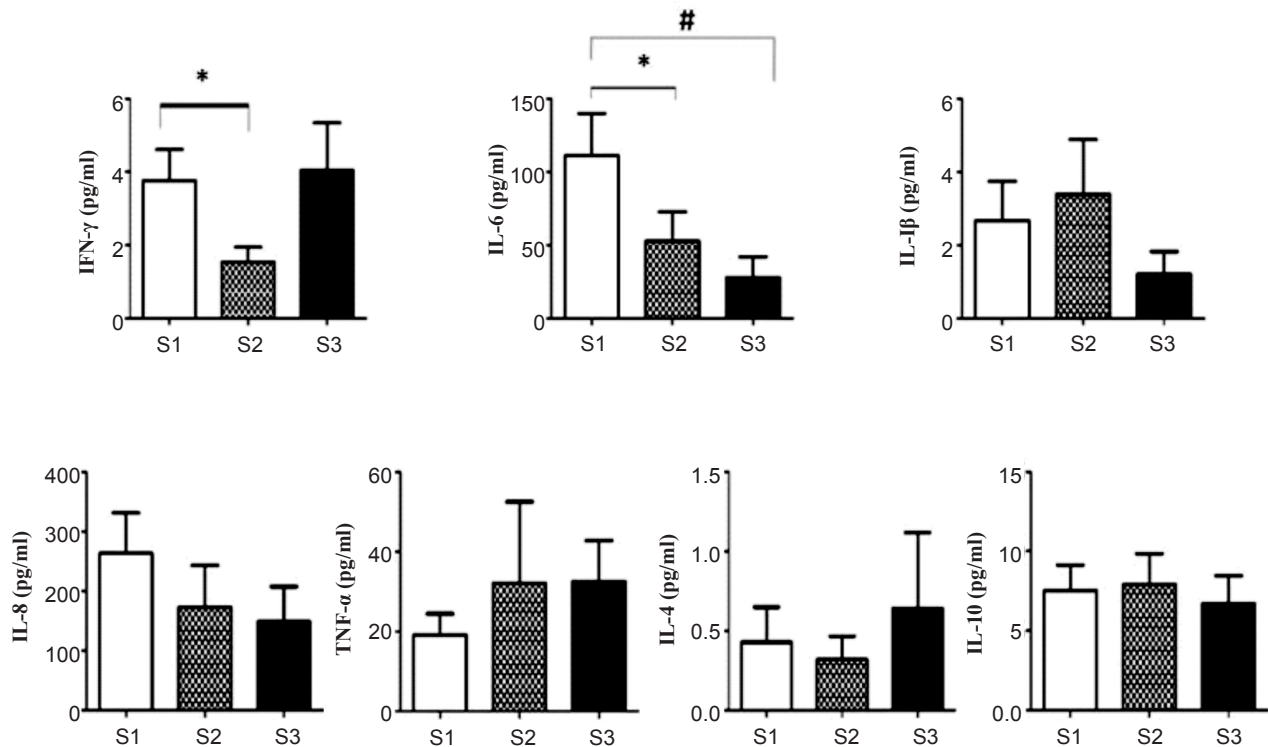 #
*
*
6
4
2
0
IFN-γ (pg/ml)
S1 S2 S3
150
100
50
0
IL-6 (pg/ml)
S1 S2 S3
6
4
2
0
IL-Iβ (pg/ml)
S1 S2 S3
400
300
200
100
0
IL-8 (pg/ml)
S1 S2 S3
60
40
20
0
TNF-α (pg/ml)
S1 S2 S3
1.5
1.0
0.5
0.0
IL-4 (pg/ml)
S1 S2 S3
15
10
5
0.0
IL-10 (pg/ml)
S1 S2 S3